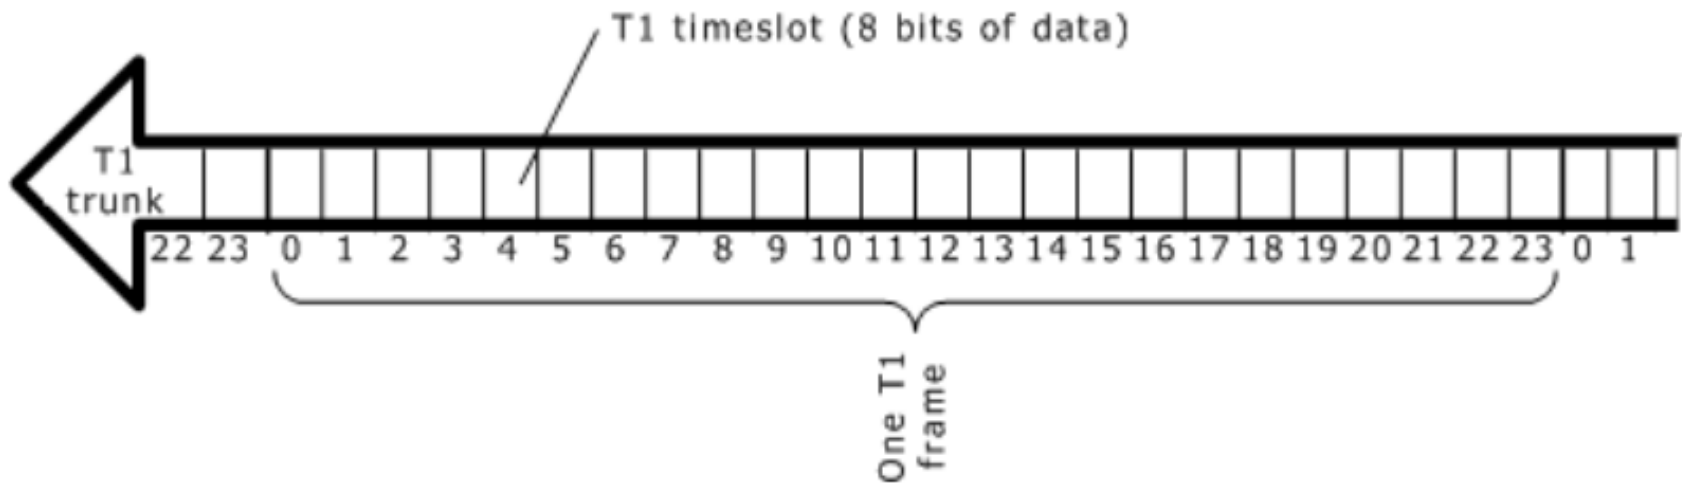 T1 timeslot (8 bits of data)
T1
trunk
22 23 0 1 2 3 4 5 6 7 8 9 10 11 12 13 14 15 16 17 18 19 20 21 22 23 0 1
One T1
frame